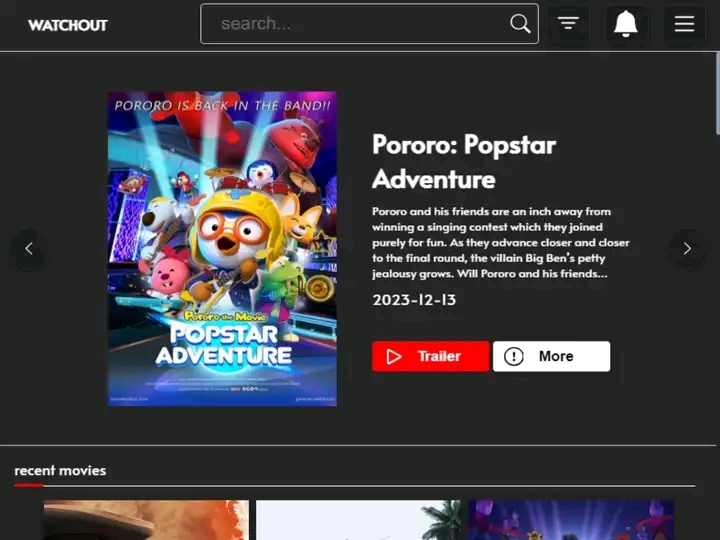 WATCHOUT
search...
PORORO IS BACK IN THE BAND!!
Pororo the Movie
POPSTAR
ADVENTURE
Pororo: Popstar
Adventure
Pororo and his friends are an inch away from
winning a singing contest which they joined
purely for fun. As they advance closer and closer
to the final round, the villain Big Ben's petty
jealousy grows. Will Pororo and his friends...
2023-12-13
Trailer
More
recent movies